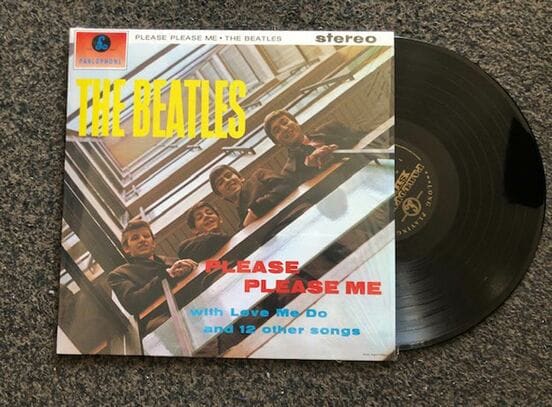 PLEASE PLEASE ME • THE BEATLES
stereo
PARLOPHONE
THE BEATLES
PLEASE
PLEASE ME
with Love Me Do
and 12 other songs